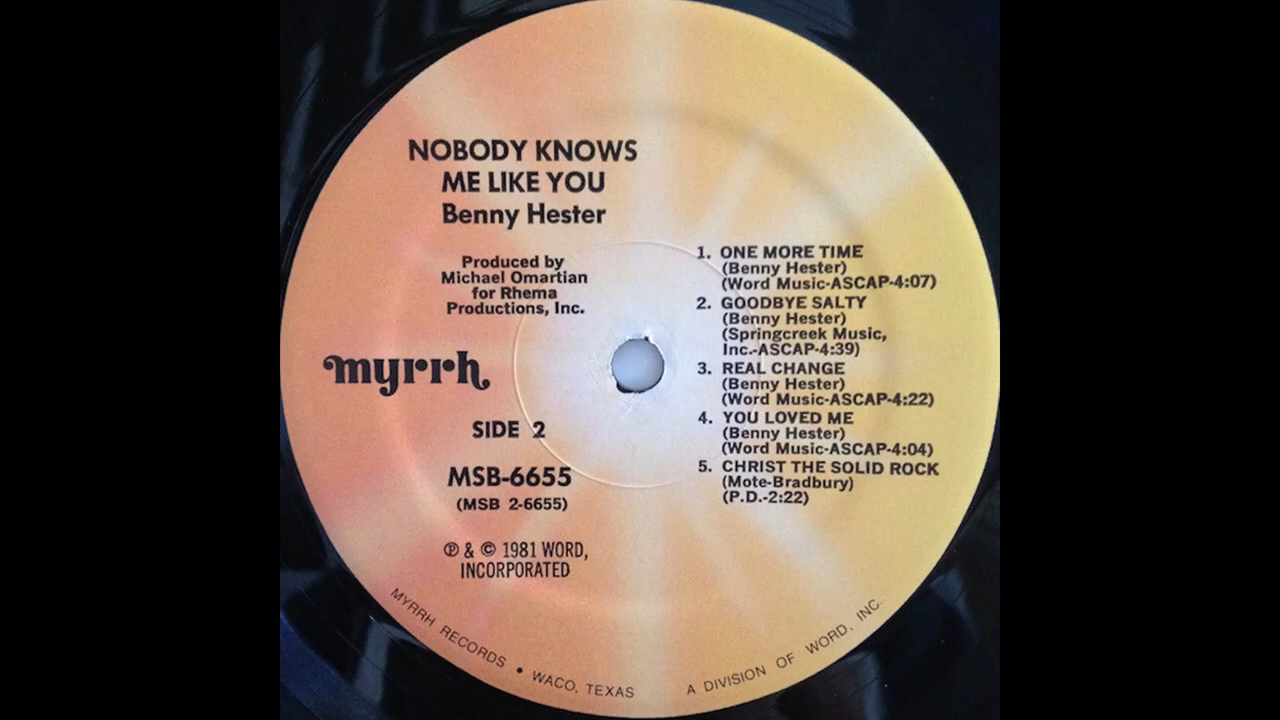 NOBODY KNOWS
ME LIKE YOU
Benny Hester
Produced by
Michael Omartian
for Rhema
Productions, Inc.
myrrh
SIDE 2
MSB-6655
(MSB 2-6655)
℗ & © 1981 WORD,
INCORPORATED
1. ONE MORE TIME
(Benny Hester)
(Word Music-ASCAP-4:07)
2. GOODBYE SALTY
(Benny Hester)
(Springcreek Music,
Inc.-ASCAP-4:39)
3. REAL CHANGE
(Benny Hester)
(Word Music-ASCAP-4:22)
4. YOU LOVED ME
(Benny Hester)
(Word Music-ASCAP-4:04)
5. CHRIST THE SOLID ROCK
(Mote-Bradbury)
(P.D.-2:22)
MYRRH RECORDS • WACO, TEXAS A DIVISION OF WORD, INC.